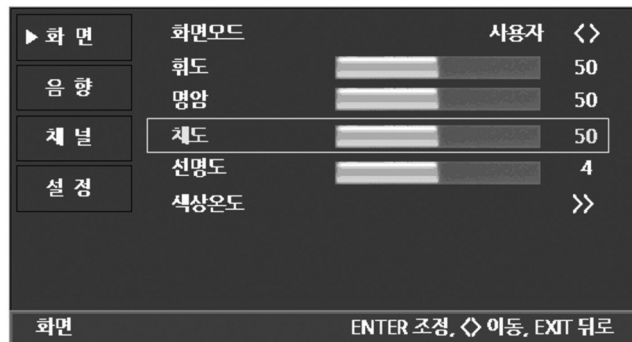 ▶화 면
음 향
채 널
설 정
화면모드 사용자 <>
휘도 50
명암 50
채도 50
선명도 4
색상온도 >>
화면 ENTER 조정, <> 이동, EXIT 뒤로